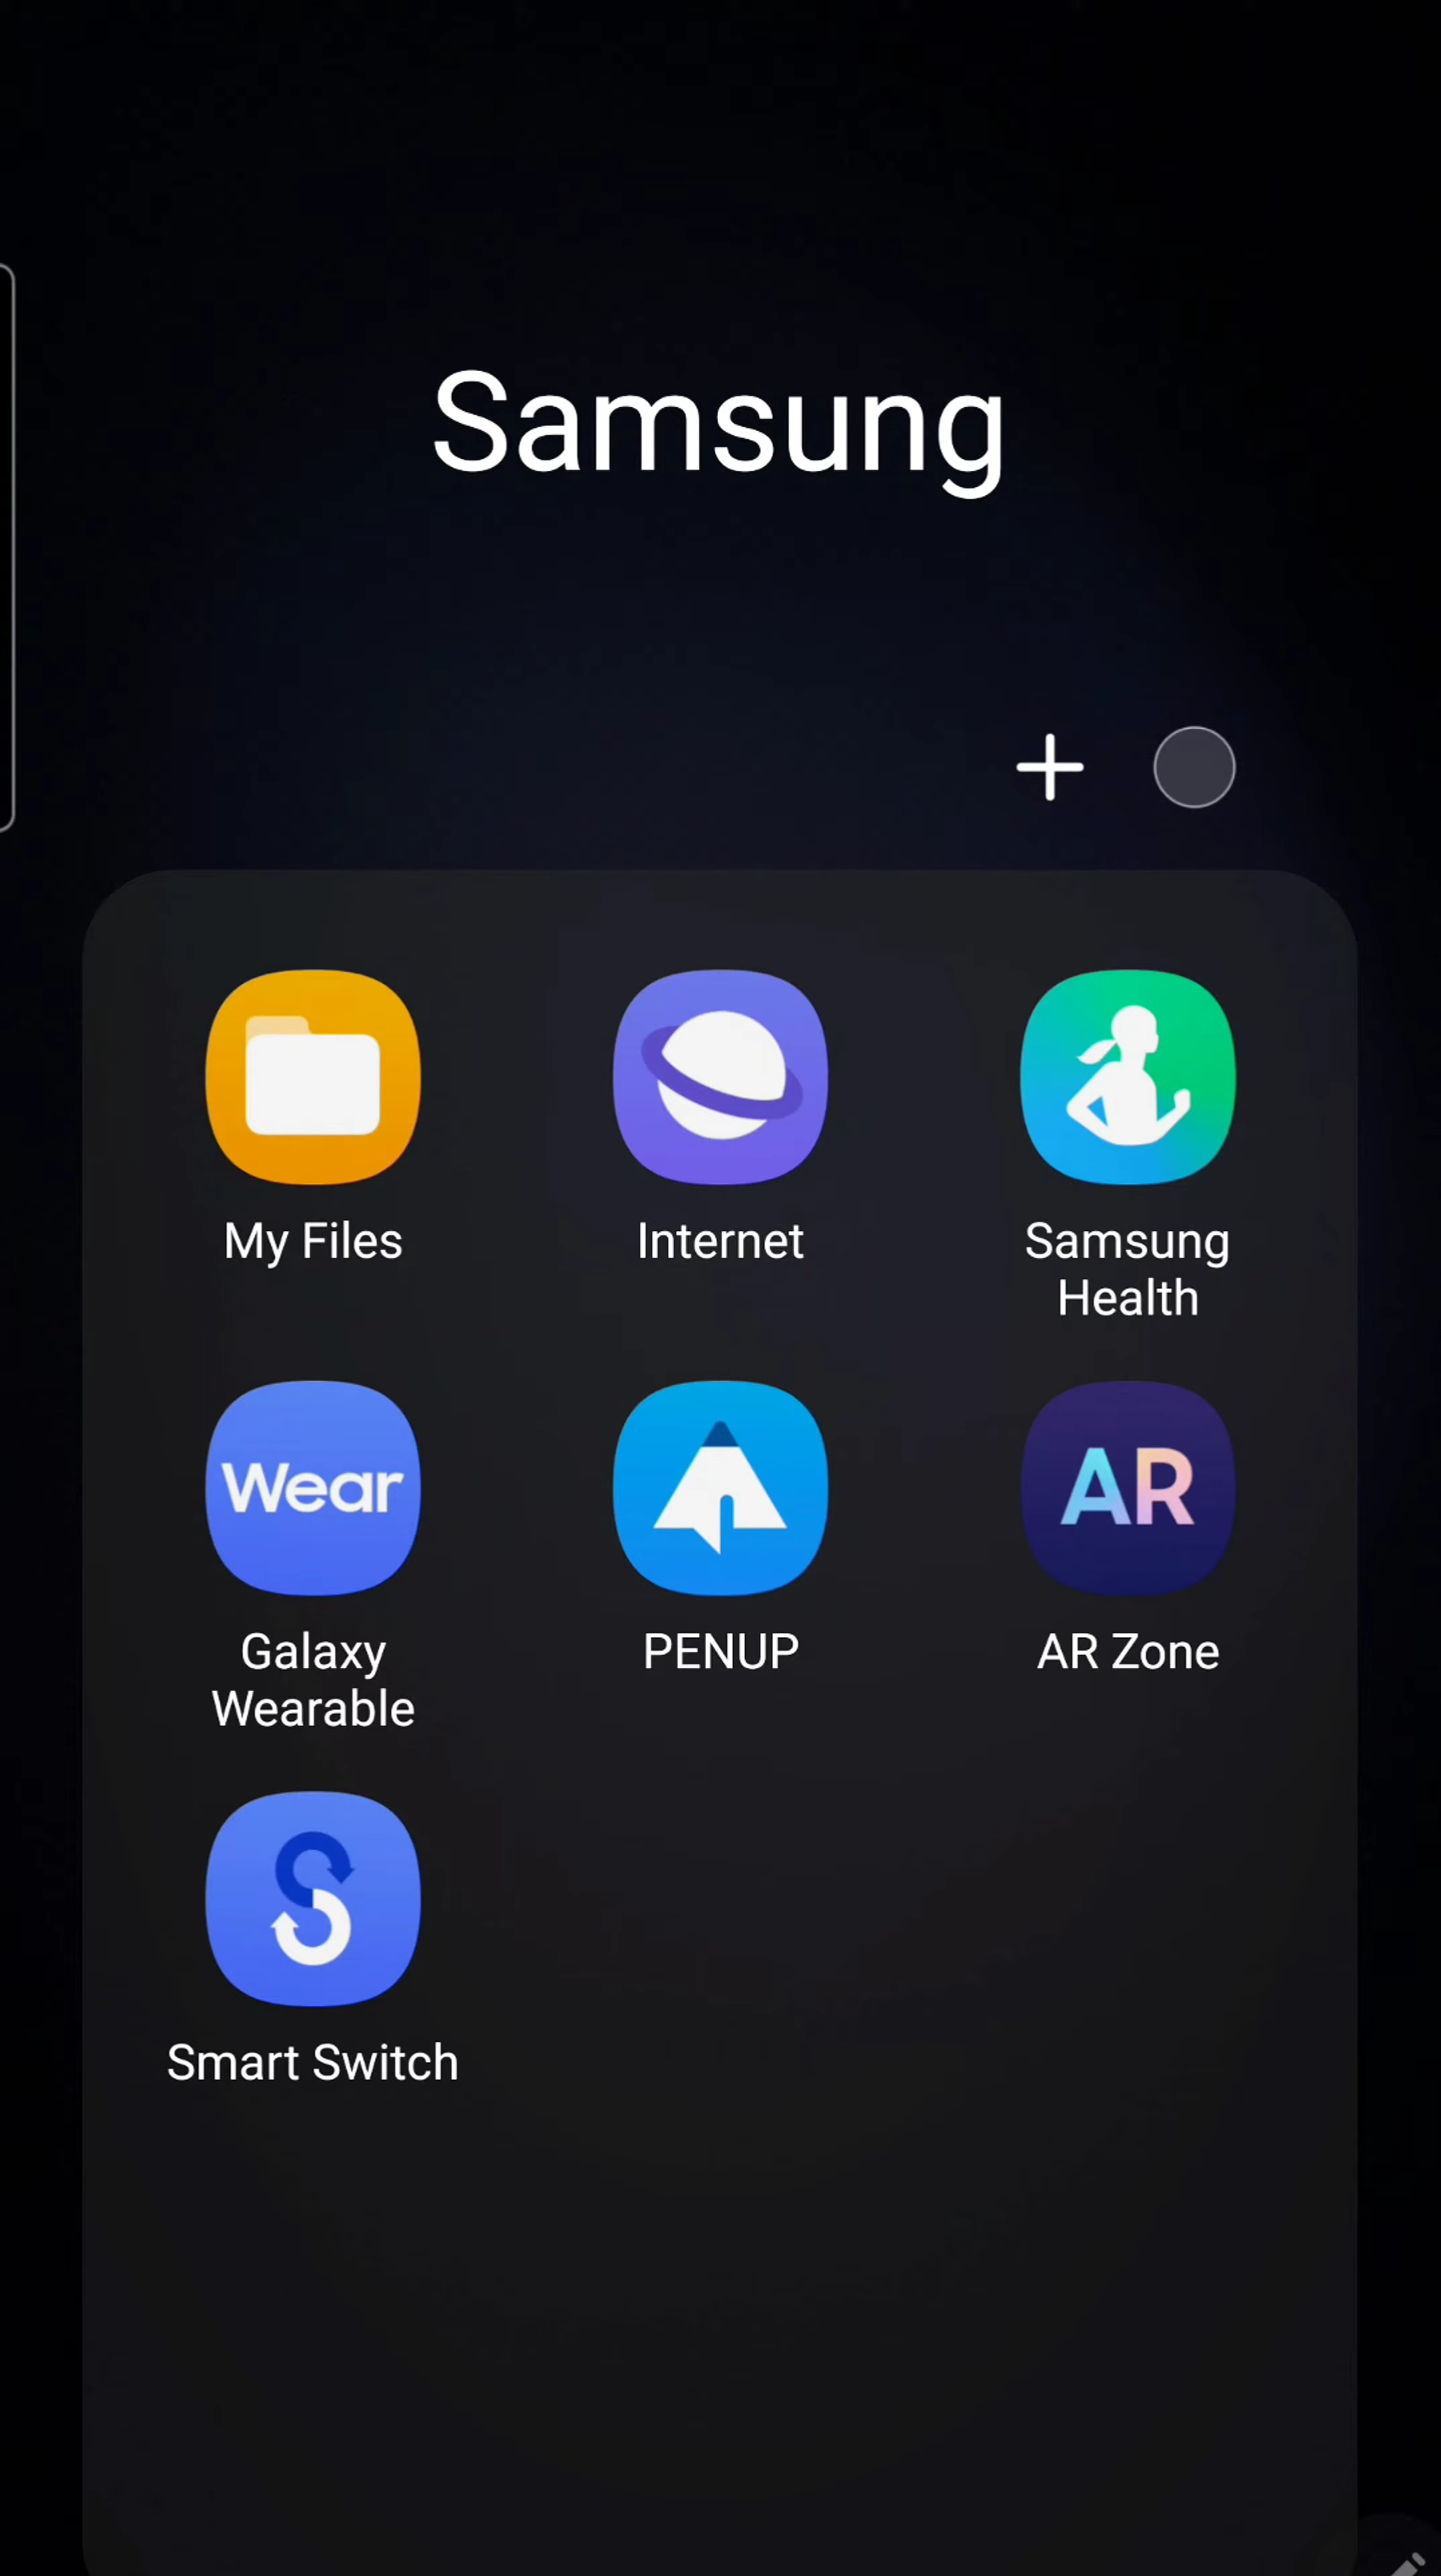 Samsung
My Files
Internet
Samsung
Health
Wear
AR
Galaxy
Wearable
PENUP
AR Zone
S
Smart Switch